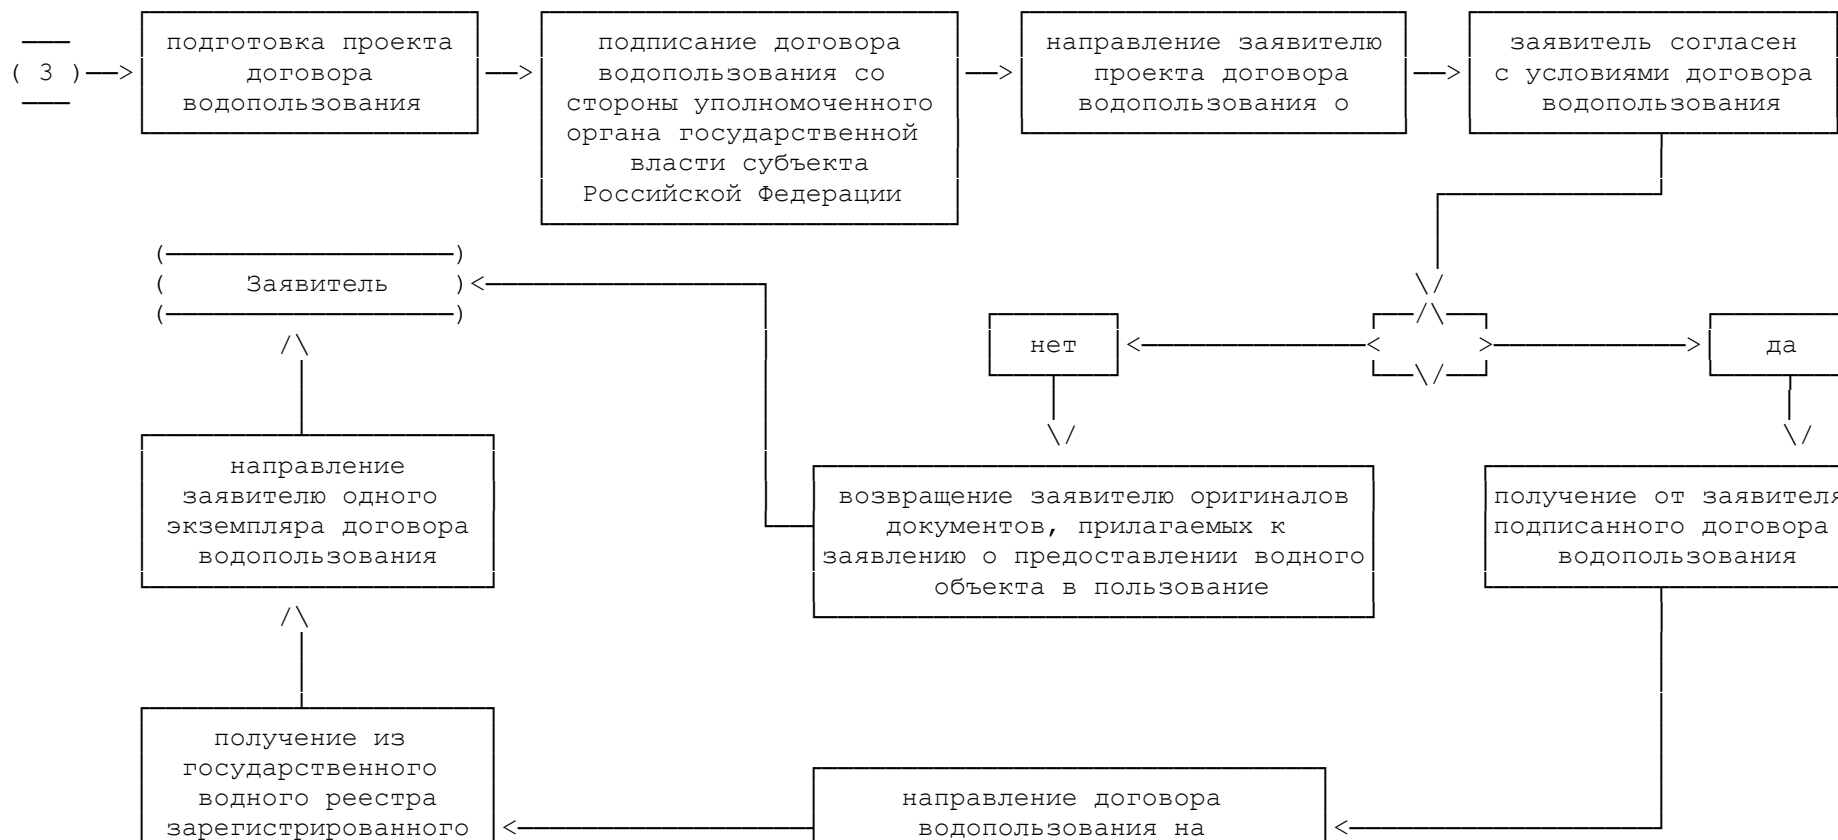 ( 3 )
подготовка проекта
договора
водопользования
подписание договора
водопользования со
стороны уполномоченного
органа государственной
власти субъекта
Российской Федерации
направление заявителю
проекта договора
водопользования о
заявитель согласен
с условиями договора
водопользования
Заявитель
нет
да
направление
заявителю одного
экземпляра договора
водопользования
возвращение заявителю оригиналов
документов, прилагаемых к
заявлению о предоставлении водного
объекта в пользование
получение от заявителя
подписанного договора
водопользования
получение из
государственного
водного реестра
зарегистрированного
направление договора
водопользования на